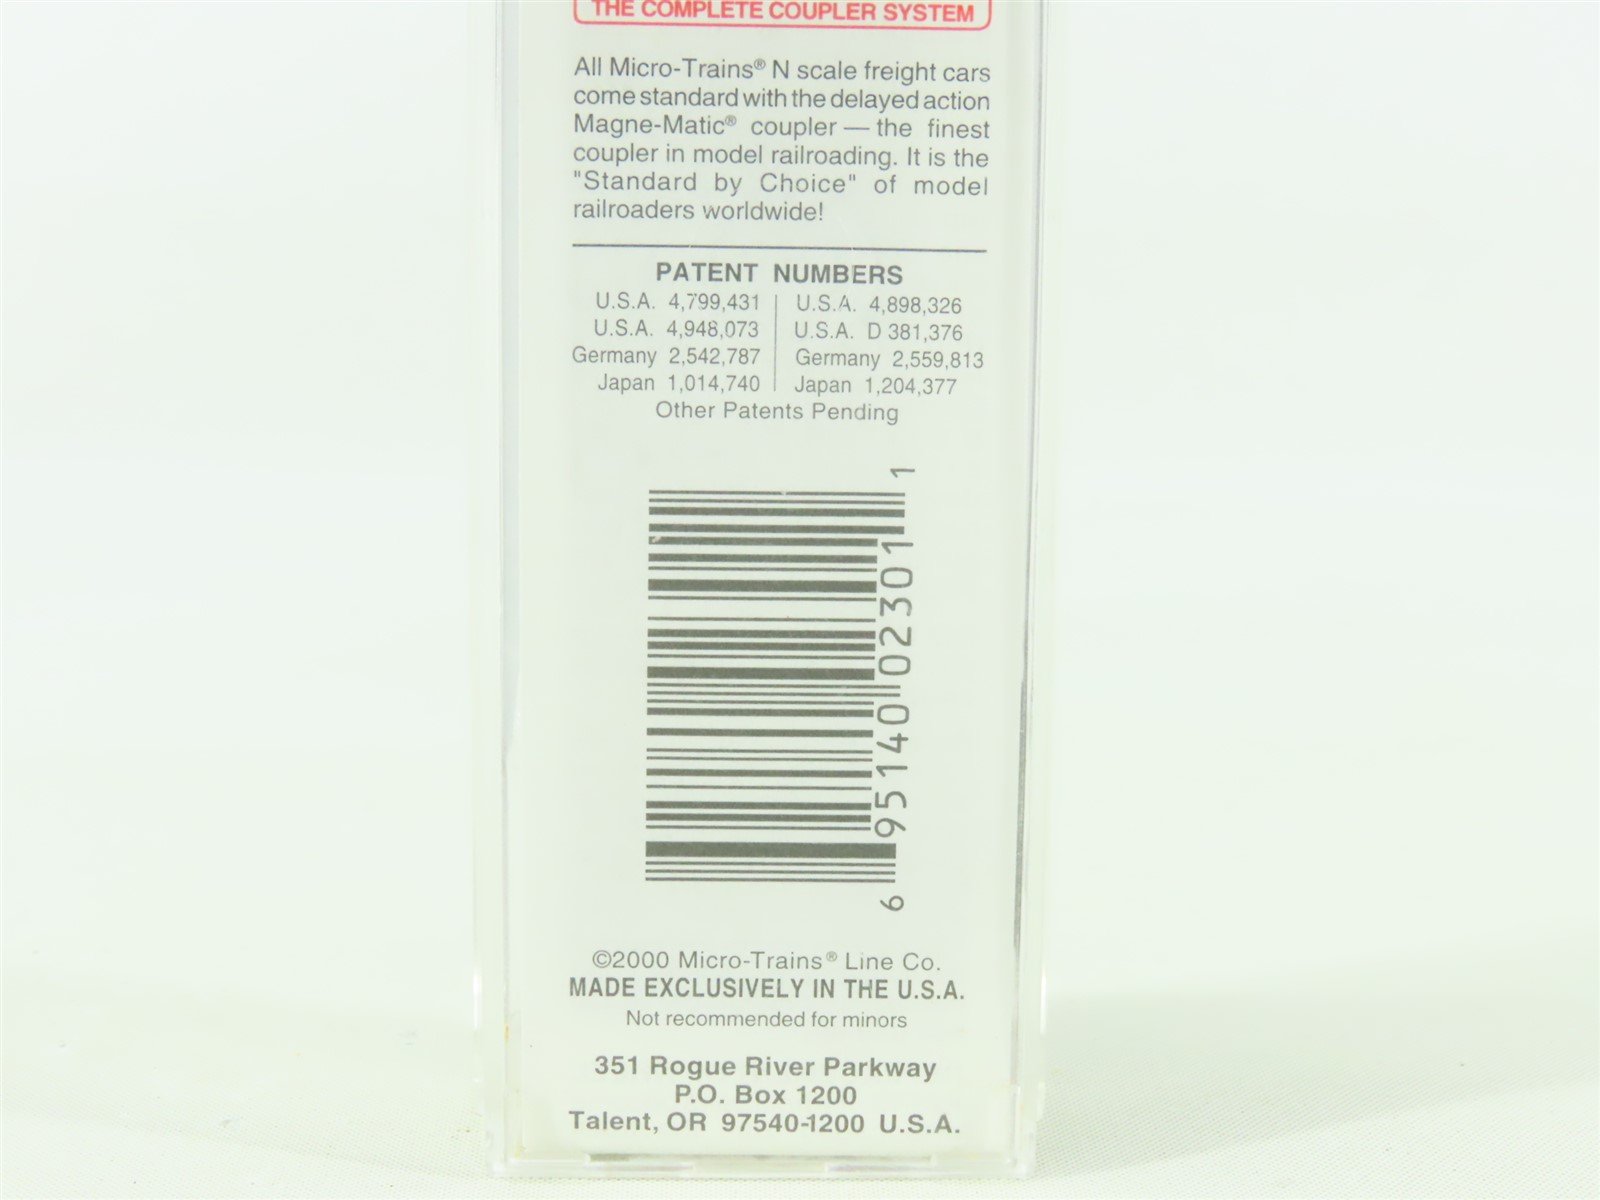 THE COMPLETE COUPLER SYSTEM
All Micro-Trains® N scale freight cars
come standard with the delayed action
Magne-Matic® coupler — the finest
coupler in model railroading. It is the
"Standard by Choice" of model
railroaders worldwide!
PATENT NUMBERS
U.S.A. 4,799,431 | U.S.A. 4,898,326
U.S.A. 4,948,073 | U.S.A. D 381,376
Germany 2,542,787 | Germany 2,559,813
Japan 1,014,740 | Japan 1,204,377
Other Patents Pending
6 95140 02301 1
©2000 Micro-Trains® Line Co.
MADE EXCLUSIVELY IN THE U.S.A.
Not recommended for minors
351 Rogue River Parkway
P.O. Box 1200
Talent, OR 97540-1200 U.S.A.